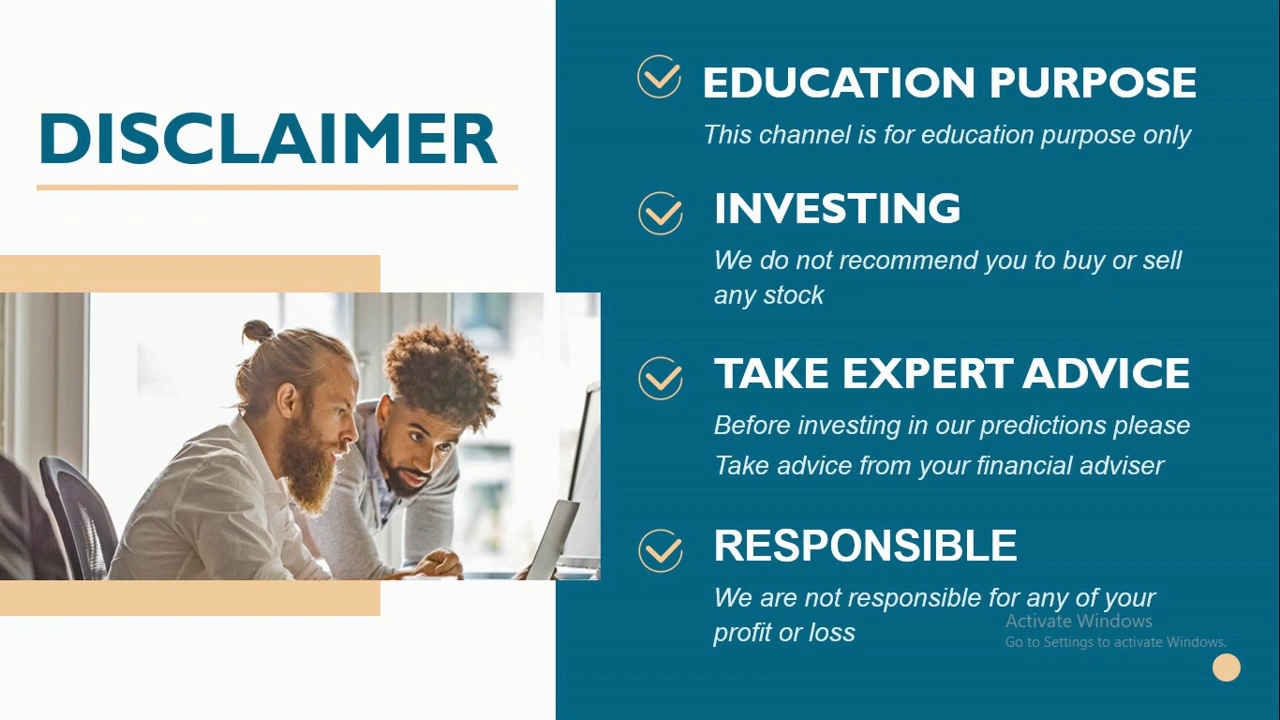 DISCLAIMER
EDUCATION PURPOSE
This channel is for education purpose only
INVESTING
We do not recommend you to buy or sell
any stock
TAKE EXPERT ADVICE
Before investing in our predictions please
Take advice from your financial adviser
RESPONSIBLE
We are not responsible for any of your
profit or loss
Activate Windows
Go to Settings to activate Windows.